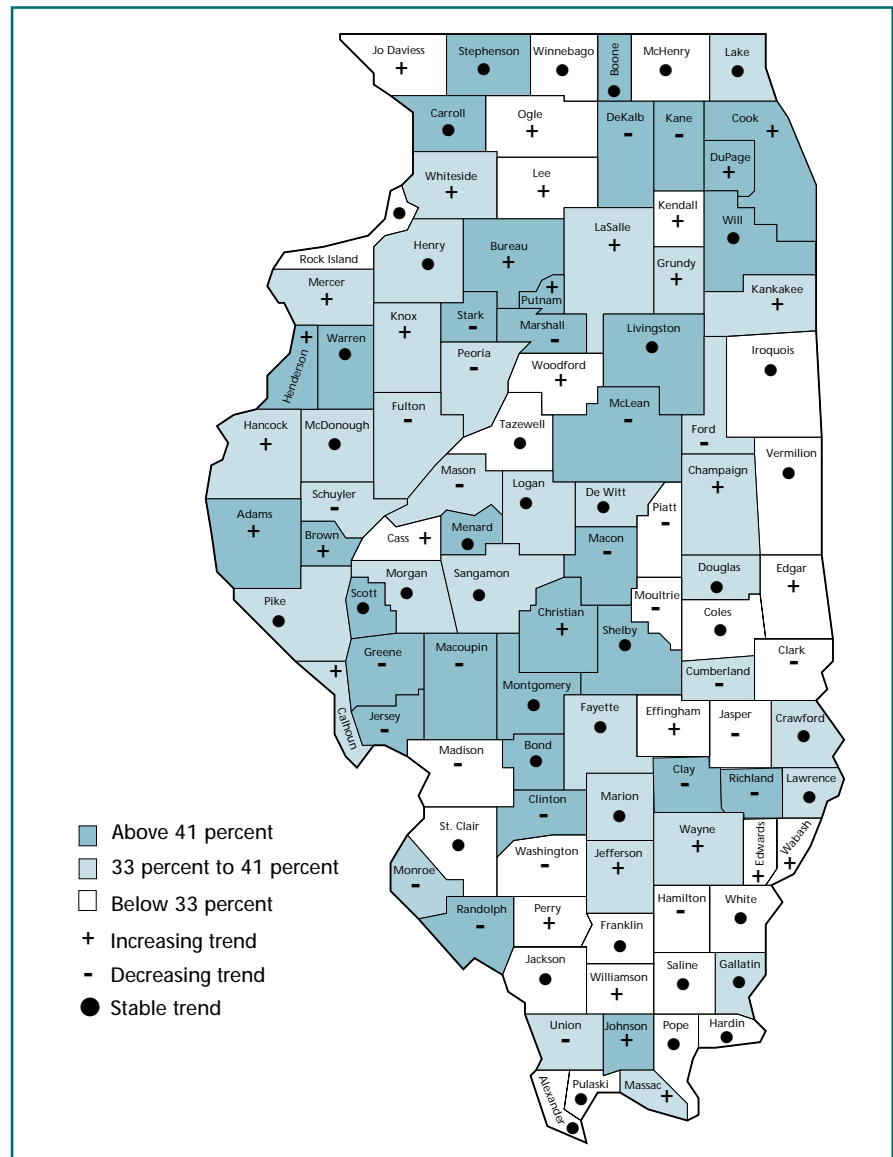 Jo Daviess
Stephenson
Winnebago
Boone
McHenry
Lake
Carroll
Ogle
DeKalb
Kane
Cook
DuPage
Whiteside
Lee
Kendall
Will
Rock Island
Henry
Bureau
LaSalle
Grundy
Mercer
Putnam
Kankakee
Knox
Stark
Marshall
Livingston
Henderson
Warren
Peoria
Woodford
Iroquois
Hancock
McDonough
Fulton
Tazewell
McLean
Ford
Vermilion
Mason
Logan
De Witt
Champaign
Schuyler
Adams
Brown
Cass
Menard
Macon
Piatt
Pike
Scott
Morgan
Sangamon
Christian
Moultrie
Douglas
Edgar
Coles
Shelby
Clark
Greene
Macoupin
Montgomery
Cumberland
Calhoun
Jersey
Fayette
Effingham
Jasper
Crawford
Madison
Bond
Clay
Richland
Lawrence
Clinton
Marion
St. Clair
Washington
Wayne
Edwards
Wabash
Jefferson
Monroe
Randolph
Perry
Hamilton
White
Franklin
Jackson
Williamson
Saline
Gallatin
Union
Johnson
Pope
Hardin
Alexander
Pulaski
Massac
Above 41 percent
33 percent to 41 percent
Below 33 percent
+ Increasing trend
- Decreasing trend
● Stable trend